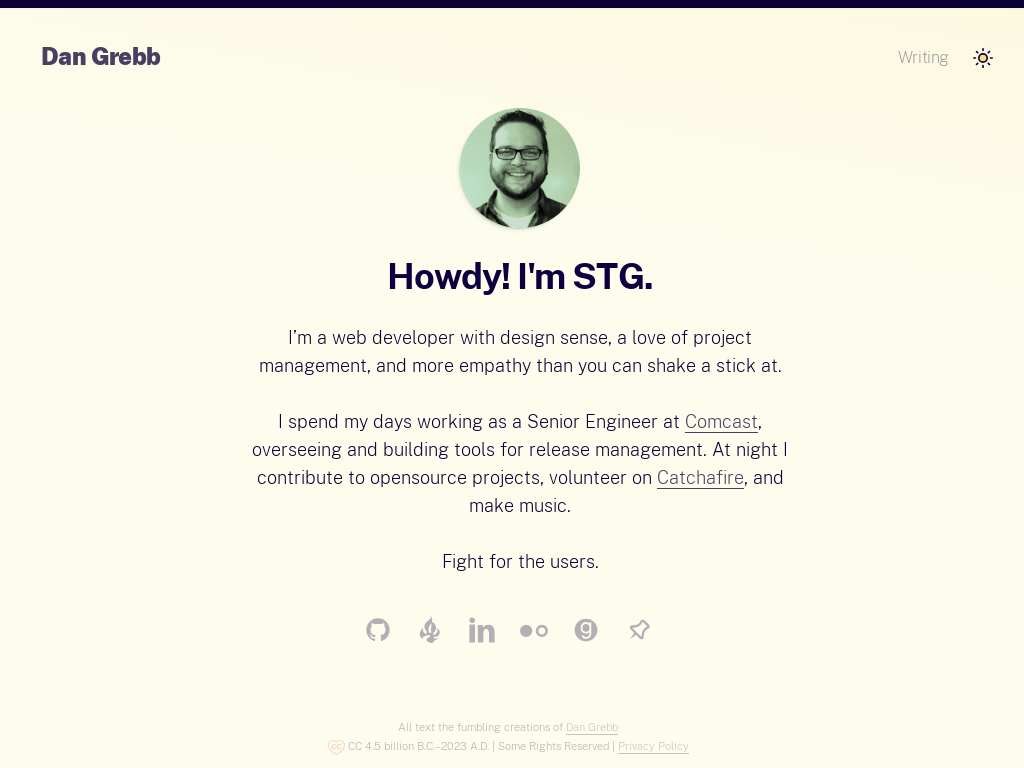 Dan Grebb
Writing
Howdy! I'm STG.
I’m a web developer with design sense, a love of project
management, and more empathy than you can shake a stick at.
I spend my days working as a Senior Engineer at Comcast,
overseeing and building tools for release management. At night I
contribute to opensource projects, volunteer on Catchafire, and
make music.
Fight for the users.
in
g
All text the fumbling creations of Dan Grebb
cc CC 4.5 billion B.C.–2023 A.D. | Some Rights Reserved | Privacy Policy